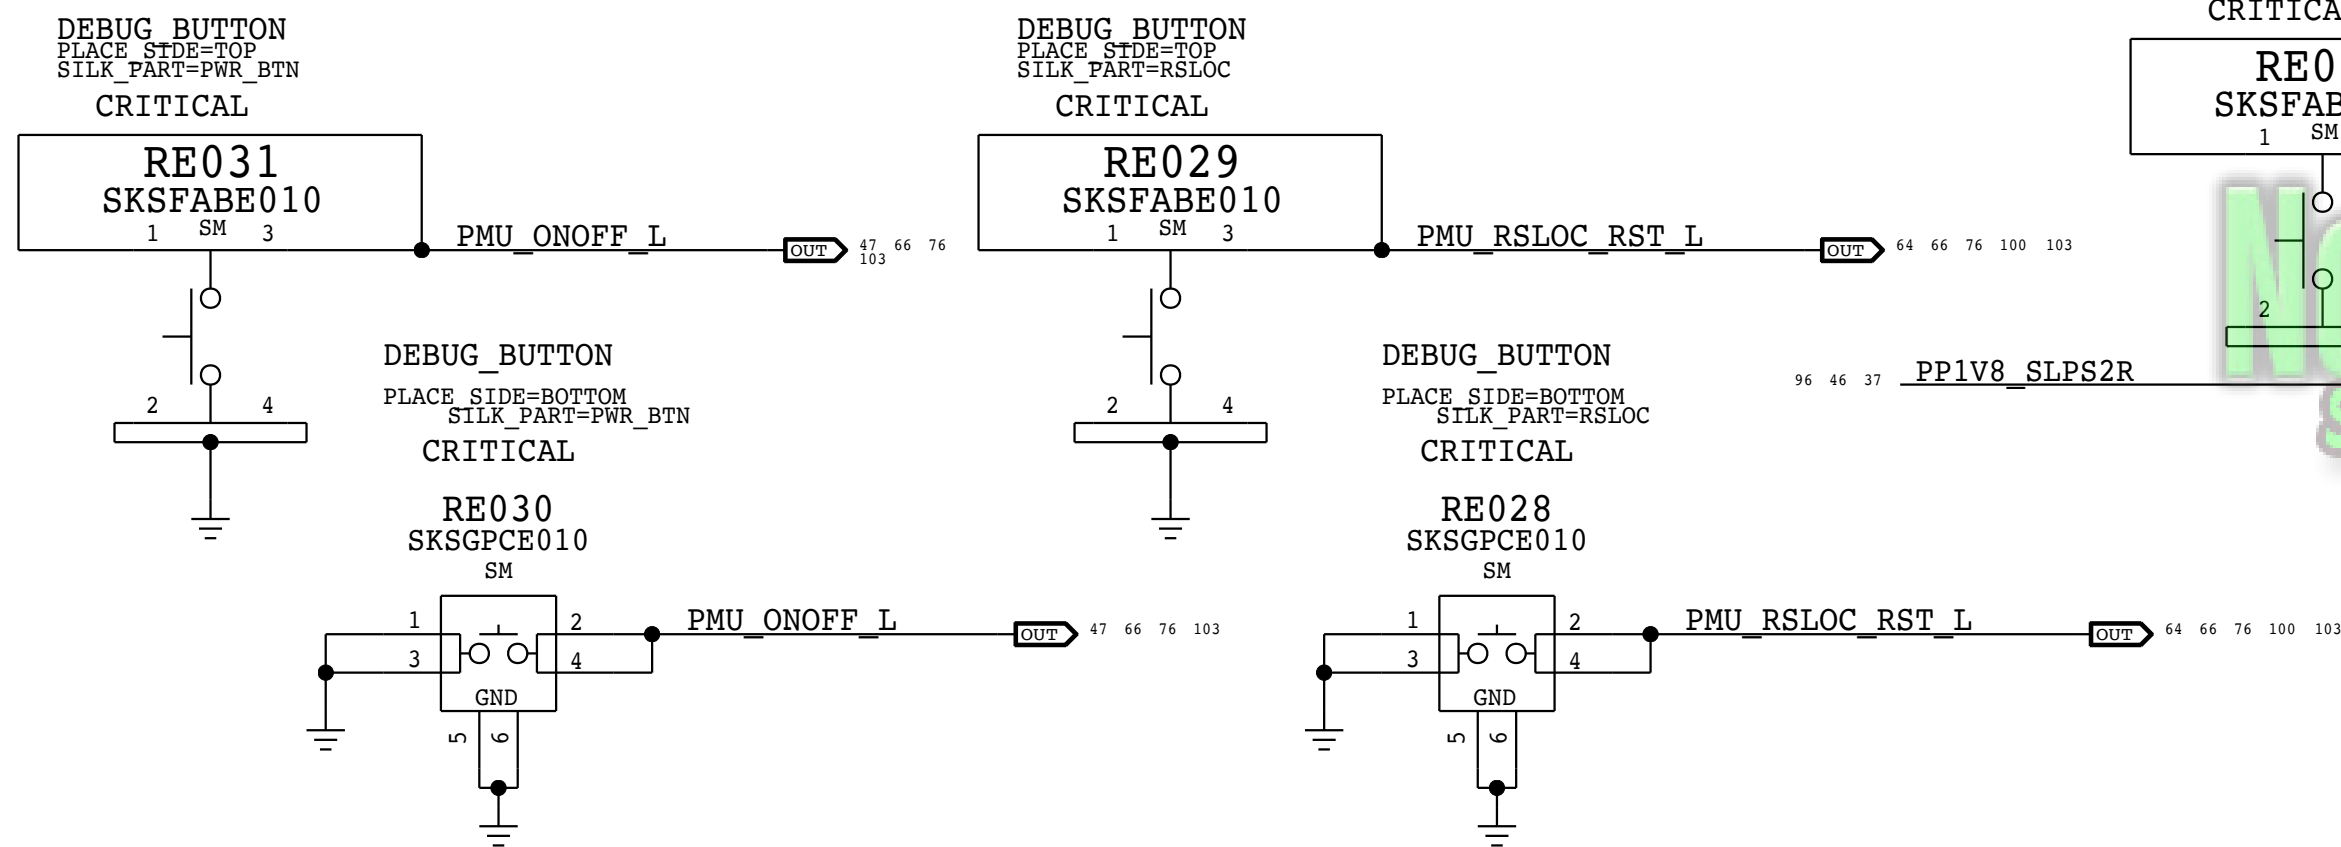 DEBUG_BUTTON
PLACE_SIDE=TOP
SILK_PART=PWR_BTN
CRITICAL
RE031
SKSFABE010
SM
1 3
PMU_ONOFF_L
OUT
47 66 76
103
2 4
DEBUG_BUTTON
PLACE_SIDE=BOTTOM
SILK_PART=PWR_BTN
CRITICAL
RE030
SKSGPCE010
SM
1 2
3 4
GND
5 6
PMU_ONOFF_L
OUT
47 66 76 103
DEBUG_BUTTON
PLACE_SIDE=TOP
SILK_PART=RSLOC
CRITICAL
RE029
SKSFABE010
SM
1 3
PMU_RSLOC_RST_L
OUT
64 66 76 100 103
2 4
DEBUG_BUTTON
PLACE_SIDE=BOTTOM
SILK_PART=RSLOC
CRITICAL
RE028
SKSGPCE010
SM
1 2
3 4
GND
5 6
PMU_RSLOC_RST_L
OUT
64 66 76 100 103
CRITICA
RE0
SKSFAB
1 SM
2
96 46 37
PP1V8_SLPS2R